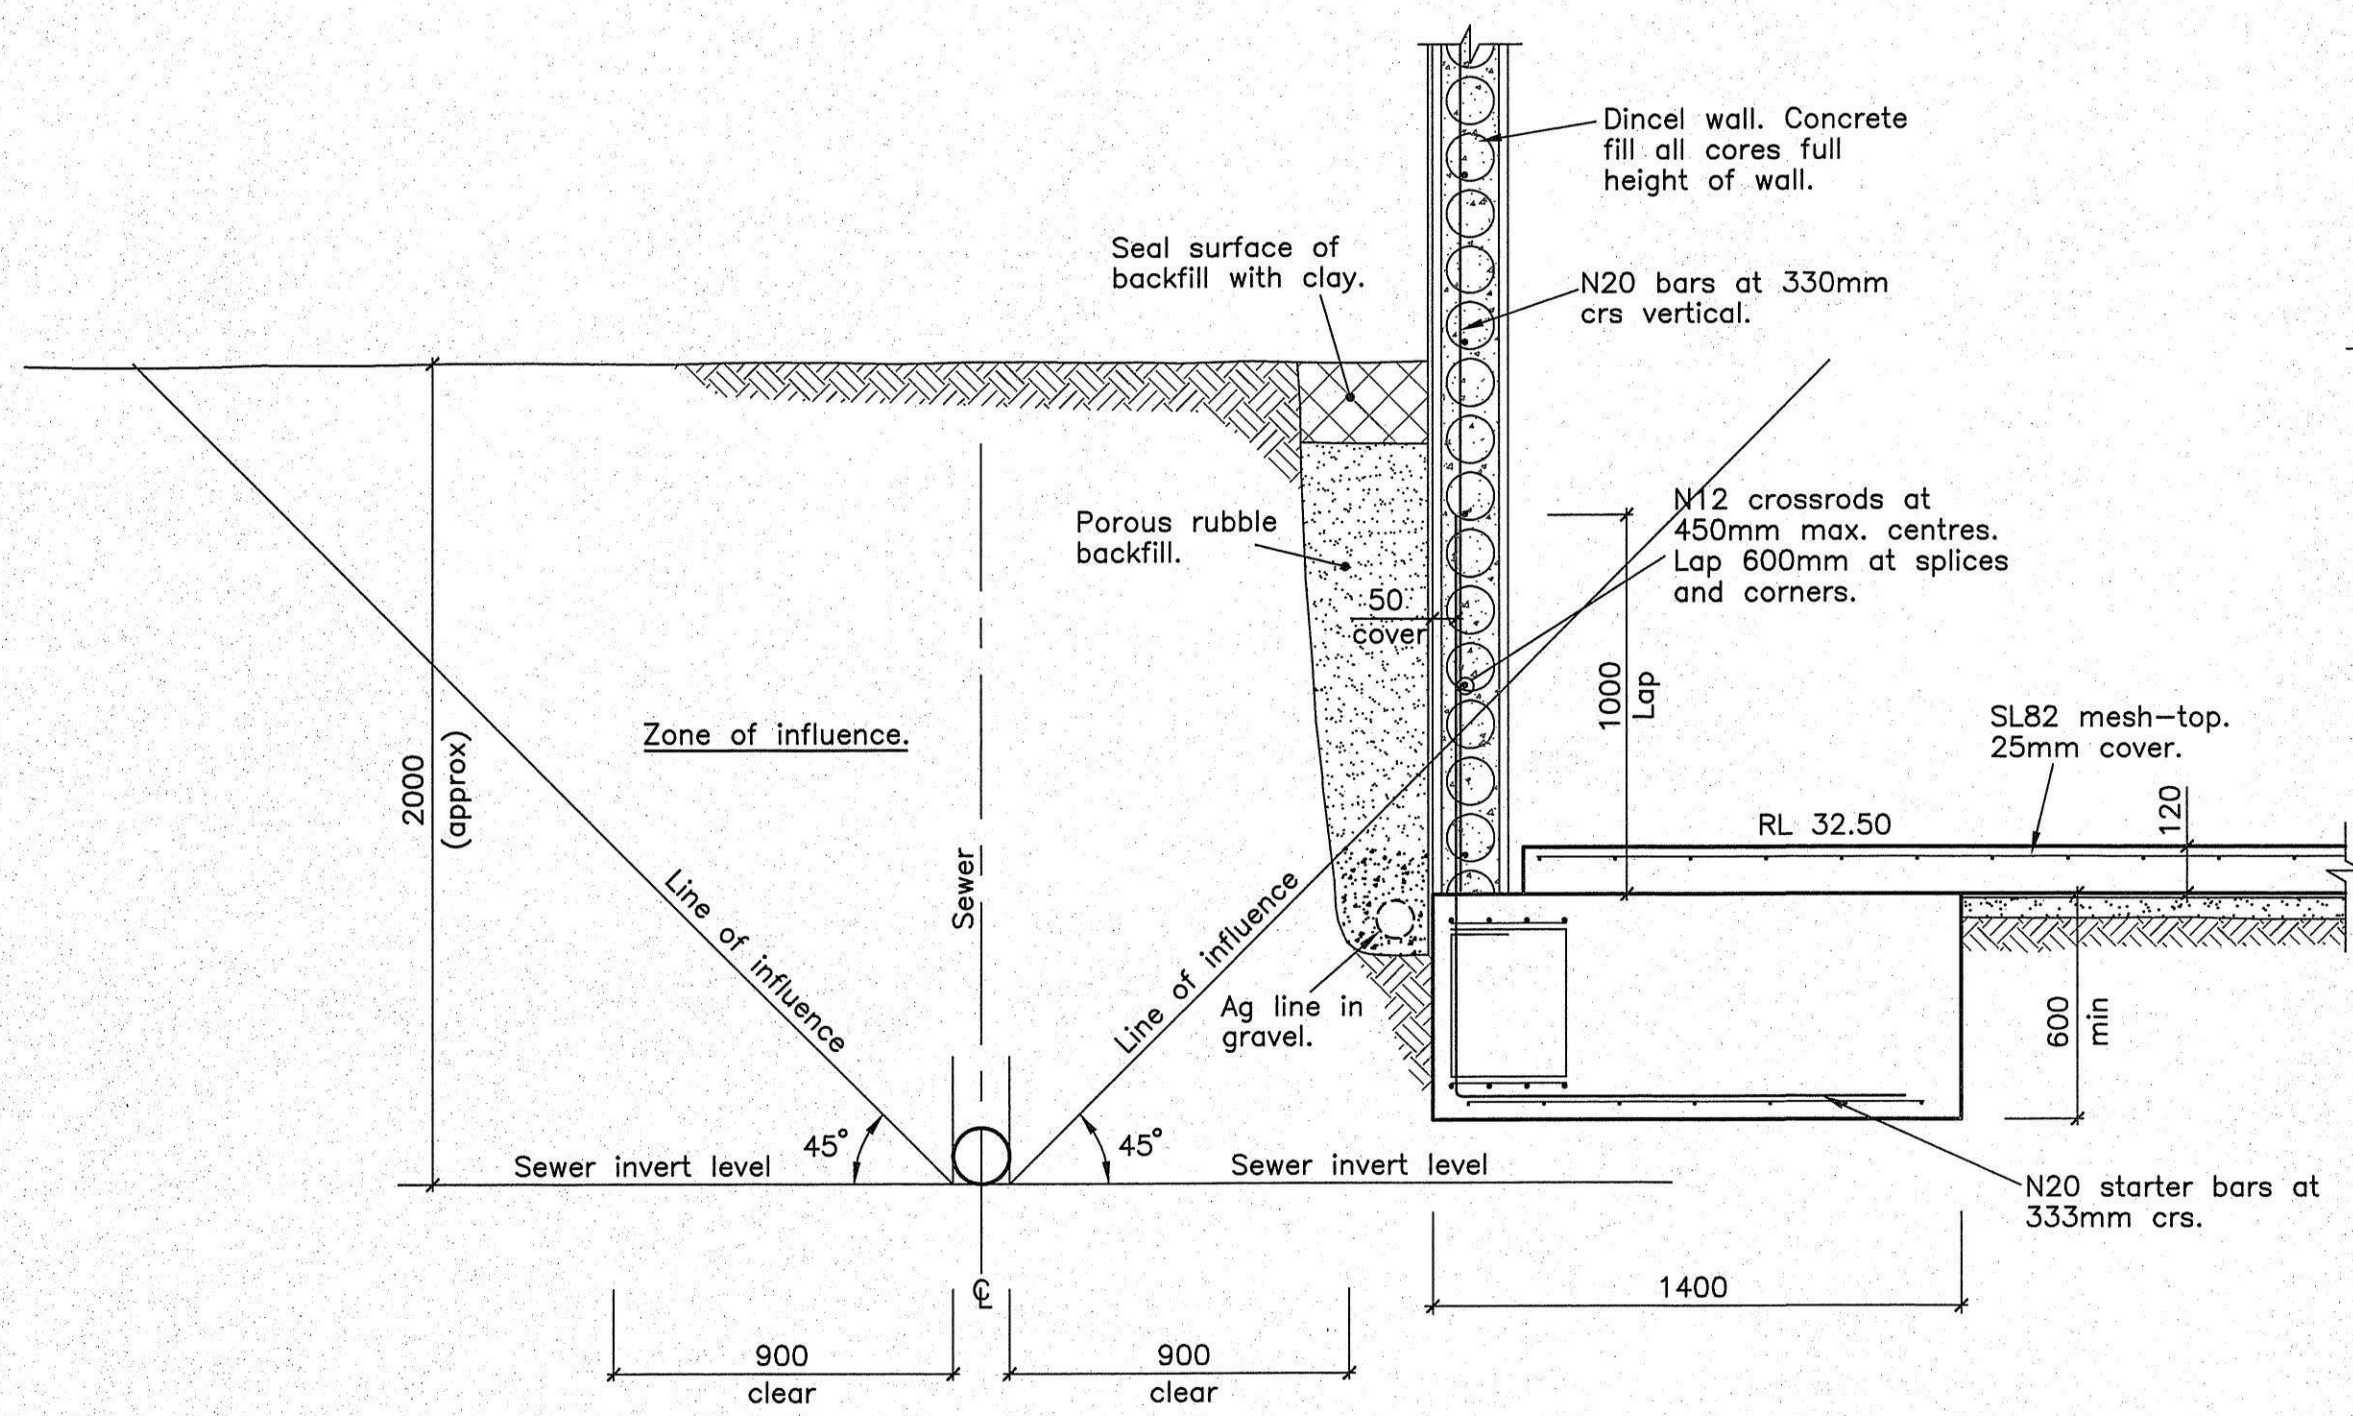 Dincel wall. Concrete
fill all cores full
height of wall.
Seal surface of
backfill with clay.
N20 bars at 330mm
crs vertical.
N12 crossrods at
450mm max. centres.
Lap 600mm at splices
and corners.
Porous rubble
backfill.
50
cover
1000
Lap
Zone of influence.
2000
(approx)
SL82 mesh-top.
25mm cover.
120
RL 32.50
Sewer
Line of influence
Line of influence
Ag line in
gravel.
600
min
45°
45°
Sewer invert level
Sewer invert level
N20 starter bars at
333mm crs.
1400
℄
900
clear
900
clear